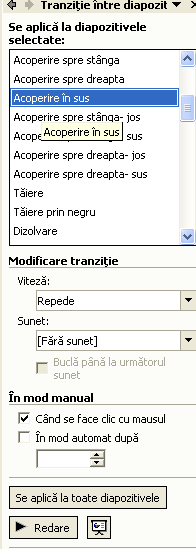 Tranziție între diapozit
Se aplică la diapozitivele
selectate:
Acoperire spre stânga
Acoperire spre dreapta
Acoperire în sus
Acoperire spre stânga- jos
Acoperire în sus
sus
Acoperire spre dreapta- jos
Acoperire spre dreapta- sus
Tăiere
Tăiere prin negru
Dizolvare
Modificare tranziție
Viteză:
Repede
Sunet:
[Fără sunet]
Buclă până la următorul
sunet
În mod manual
Când se face clic cu mausul
În mod automat după
Se aplică la toate diapozitivele
Redare